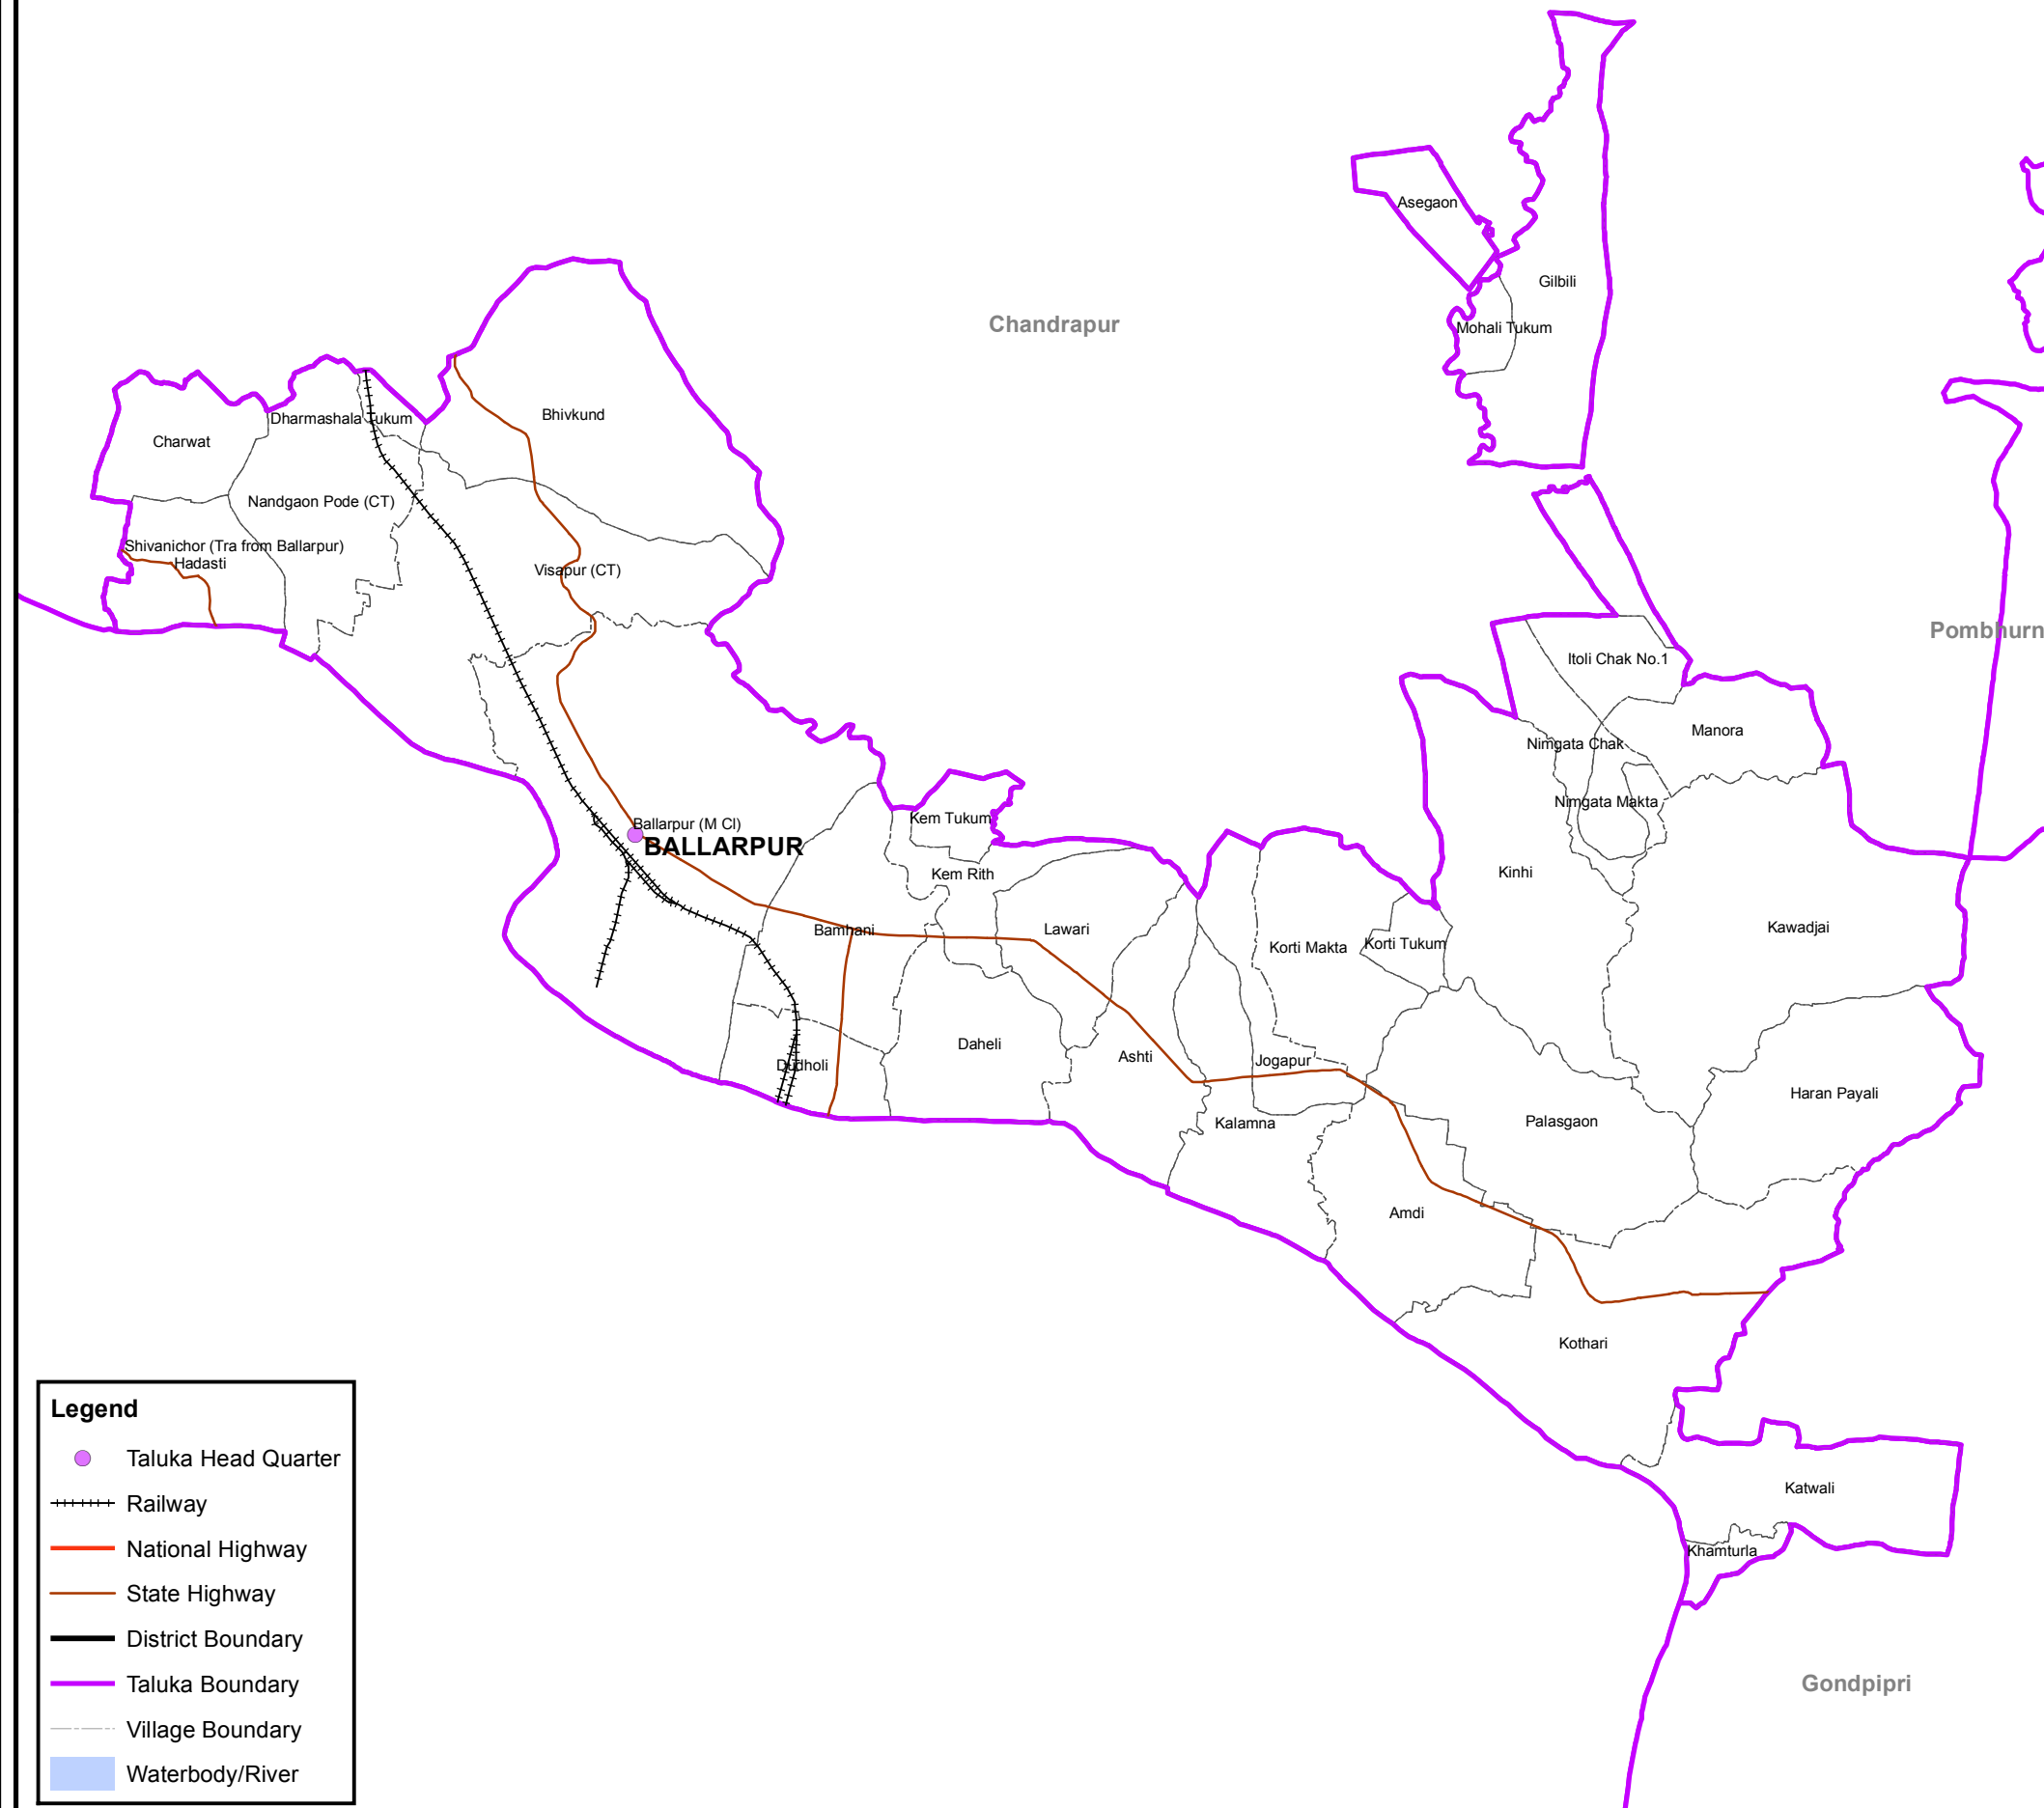 Asegaon
Gilbili
Chandrapur
Mohali Tukum
Bhivkund
Dharmashala Tukum
Charwat
Nandgaon Pode (CT)
Shivanichor (Tra from Ballarpur)
Hadasti
Visapur (CT)
Pombhurn
Itoli Chak No.1
Manora
Nimgata Chak
Nimgata Makta
Kem Tukum
Ballarpur (M Cl)
BALLARPUR
Kem Rith
Kinhi
Lawari
Bamhani
Korti Makta
Korti Tukum
Kawadjai
Daheli
Ashti
Jogapur
Dudholi
Haran Payali
Kalamna
Palasgaon
Amdi
Kothari
Katwali
Khamturla
Gondpipri
Legend
Taluka Head Quarter
Railway
National Highway
State Highway
District Boundary
Taluka Boundary
Village Boundary
Waterbody/River